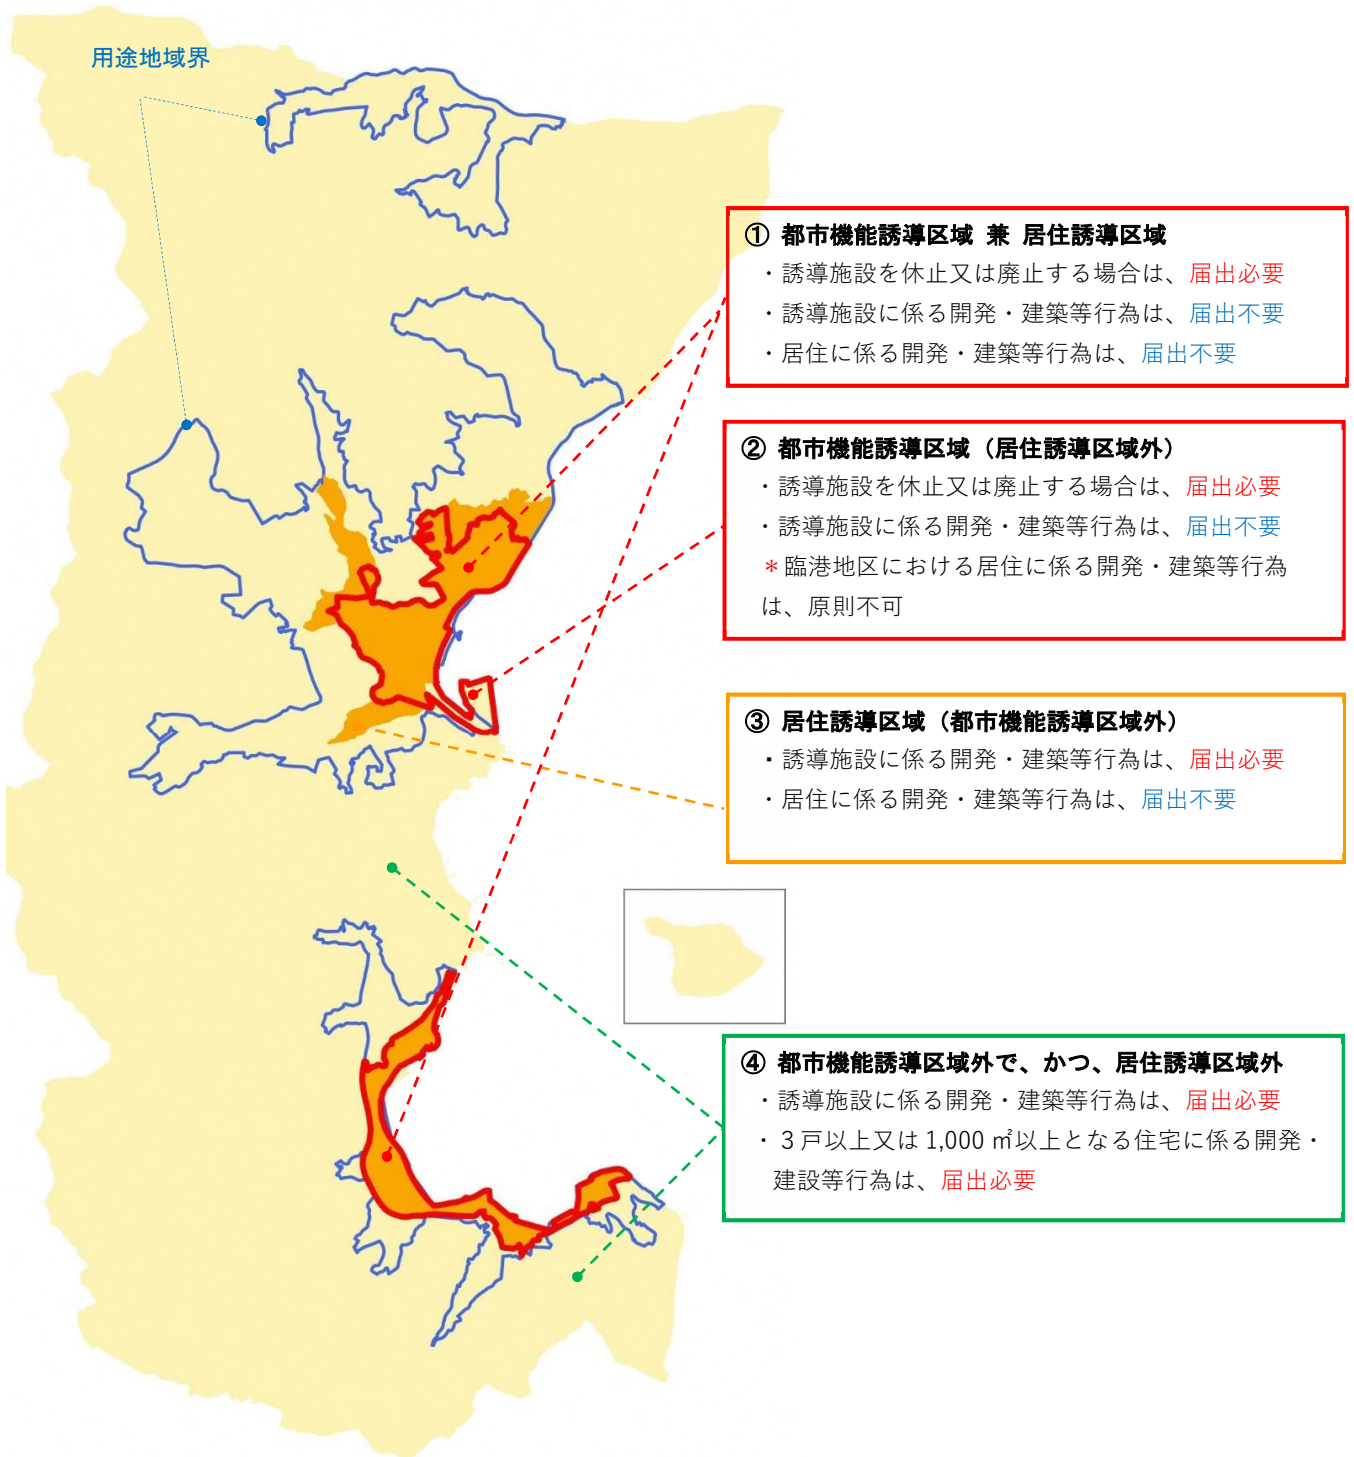 用途地域界
① 都市機能誘導区域 兼 居住誘導区域
・誘導施設を休止又は廃止する場合は、届出必要
・誘導施設に係る開発・建築等行為は、届出不要
・居住に係る開発・建築等行為は、届出不要
② 都市機能誘導区域（居住誘導区域外）
・誘導施設を休止又は廃止する場合は、届出必要
・誘導施設に係る開発・建築等行為は、届出不要
＊臨港地区における居住に係る開発・建築等行為
は、原則不可
③ 居住誘導区域（都市機能誘導区域外）
・誘導施設に係る開発・建築等行為は、届出必要
・居住に係る開発・建築等行為は、届出不要
④ 都市機能誘導区域外で、かつ、居住誘導区域外
・誘導施設に係る開発・建築等行為は、届出必要
・３戸以上又は 1,000 ㎡以上となる住宅に係る開発・
建設等行為は、届出必要